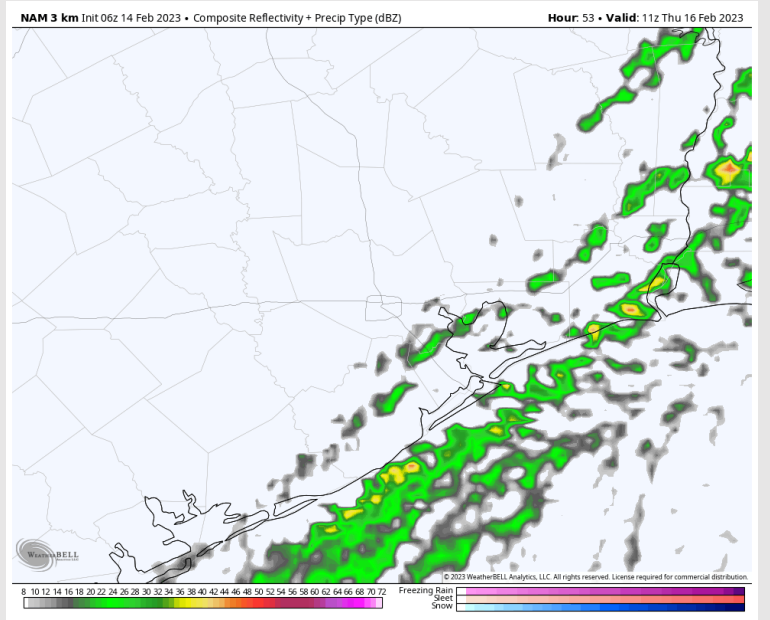 NAM 3 km Init 06z 14 Feb 2023 • Composite Reflectivity + Precip Type (dBZ)
Hour: 53 • Valid: 11z Thu 16 Feb 2023
WEATHERBELL
© 2023 WeatherBELL Analytics, LLC. All rights reserved. License required for commercial distribution.
8 10 12 14 16 18 20 22 24 26 28 30 32 34 36 38 40 42 44 46 48 50 52 54 56 58 60 62 64 66 68 70 72
Freezing Rain
Sleet
Snow